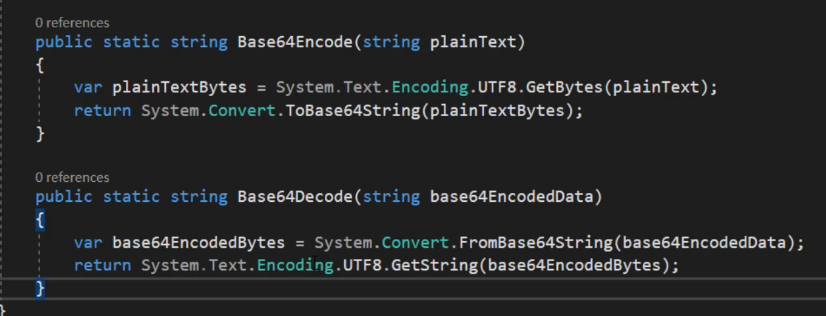 0 references
public static string Base64Encode(string plainText)
{
var plainTextBytes = System.Text.Encoding.UTF8.GetBytes(plainText);
return System.Convert.ToBase64String(plainTextBytes);
}
0 references
public static string Base64Decode(string base64EncodedData)
{
var base64EncodedBytes = System.Convert.FromBase64String(base64EncodedData);
return System.Text.Encoding.UTF8.GetString(base64EncodedBytes);
}
}